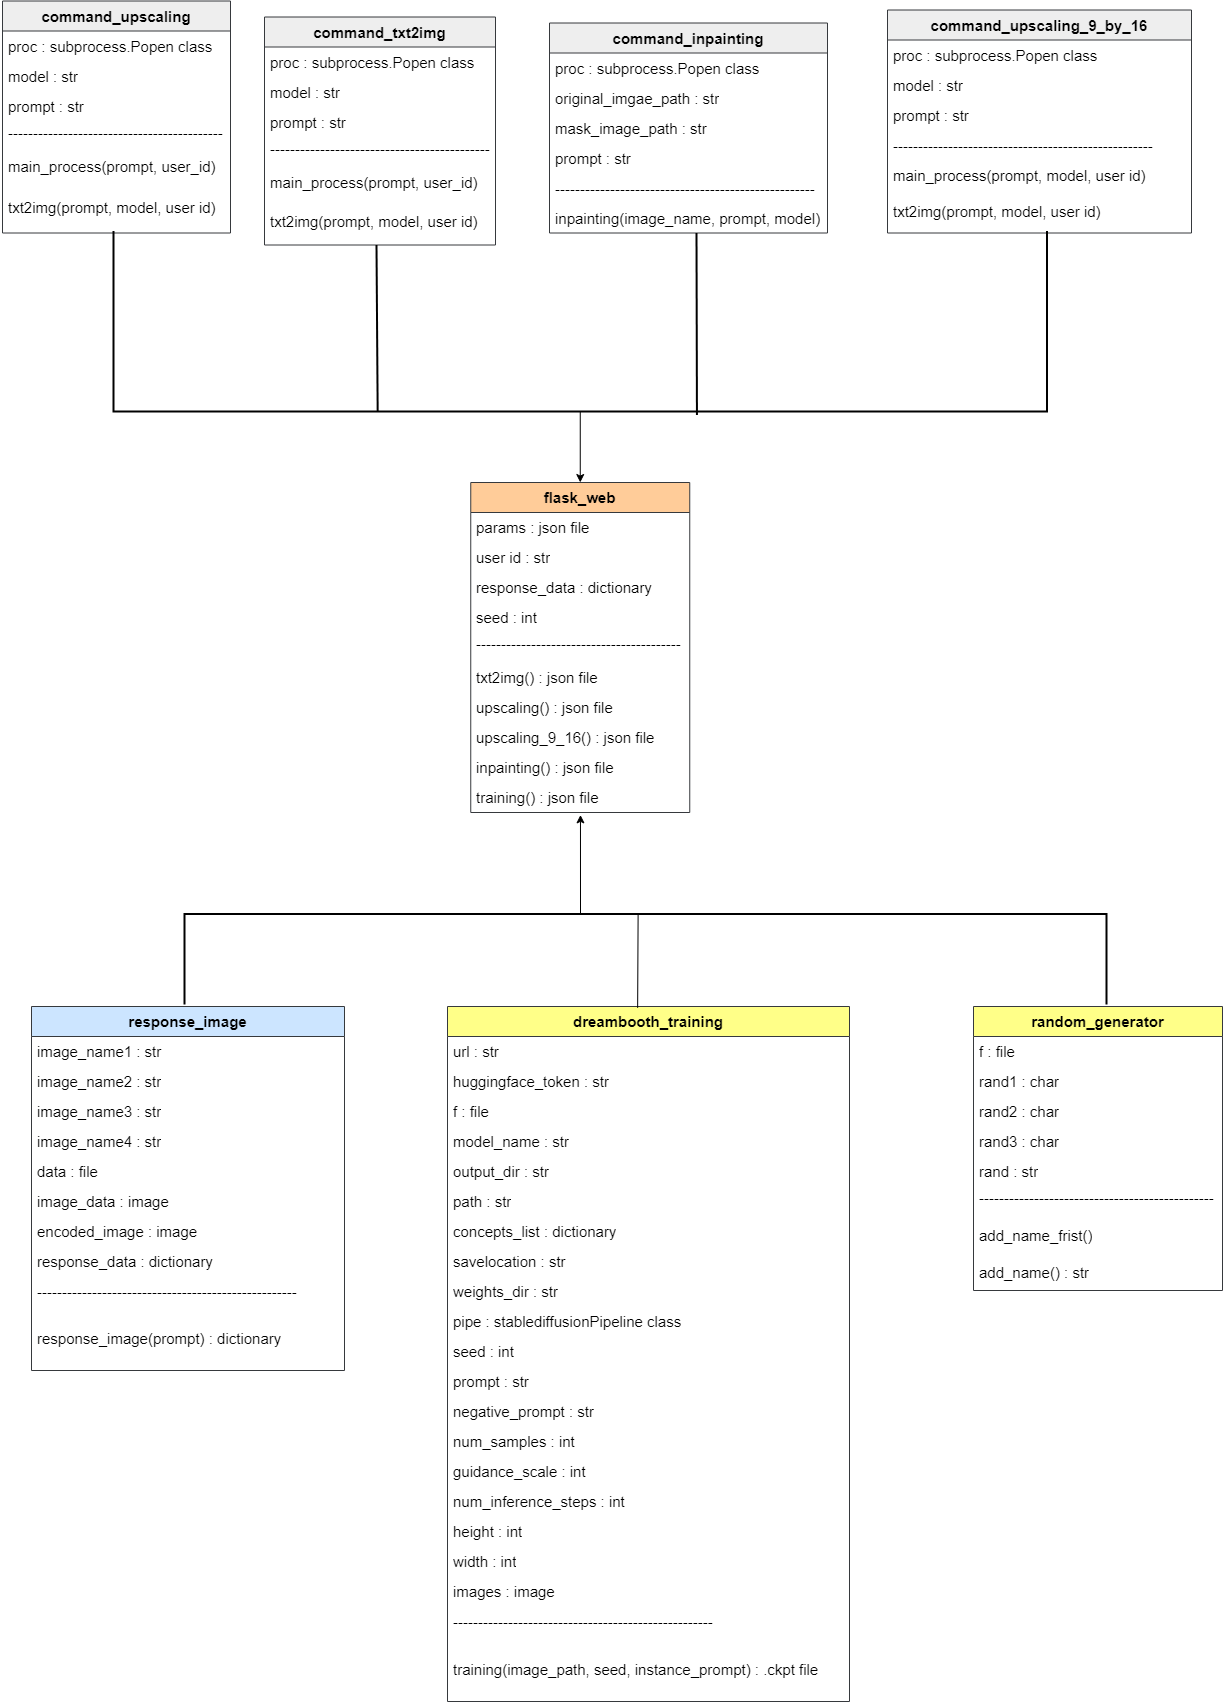 command_upscaling
proc : subprocess.Popen class
model : str
prompt : str
-------------------------------------------
main_process(prompt, user_id)
txt2img(prompt, model, user id)
command_txt2img
proc : subprocess.Popen class
model : str
prompt : str
--------------------------------------------
main_process(prompt, user_id)
txt2img(prompt, model, user id)
command_inpainting
proc : subprocess.Popen class
original_imgae_path : str
mask_image_path : str
prompt : str
----------------------------------------------------
inpainting(image_name, prompt, model)
command_upscaling_9_by_16
proc : subprocess.Popen class
model : str
prompt : str
----------------------------------------------------
main_process(prompt, model, user id)
txt2img(prompt, model, user id)
flask_web
params : json file
user id : str
response_data : dictionary
seed : int
-----------------------------------------
txt2img() : json file
upscaling() : json file
upscaling_9_16() : json file
inpainting() : json file
training() : json file
response_image
image_name1 : str
image_name2 : str
image_name3 : str
image_name4 : str
data : file
image_data : image
encoded_image : image
response_data : dictionary
----------------------------------------------------
response_image(prompt) : dictionary
dreambooth_training
url : str
huggingface_token : str
f : file
model_name : str
output_dir : str
path : str
concepts_list : dictionary
savelocation : str
weights_dir : str
pipe : stablediffusionPipeline class
seed : int
prompt : str
negative_prompt : str
num_samples : int
guidance_scale : int
num_inference_steps : int
height : int
width : int
images : image
----------------------------------------------------
training(image_path, seed, instance_prompt) : .ckpt file
random_generator
f : file
rand1 : char
rand2 : char
rand3 : char
rand : str
-----------------------------------------------
add_name_frist()
add_name() : str